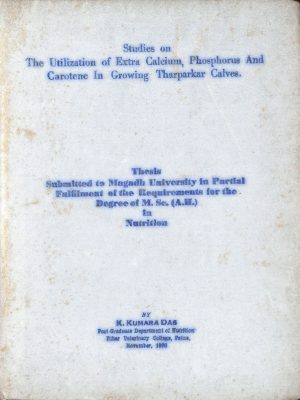 Studies on
The Utilization of Extra Calcium, Phosphorus And
Carotene In Growing Tharparkar Calves.
Thesis
Submitted to Magadh University in Partial
Fulfilment of the Requirements for the
Degree of M. Sc. (A.H.)
in
Nutrition
BY
K. KUMARA DAS
Post-Graduate Department of Nutrition
Bihar Veterinary College, Patna.
November,